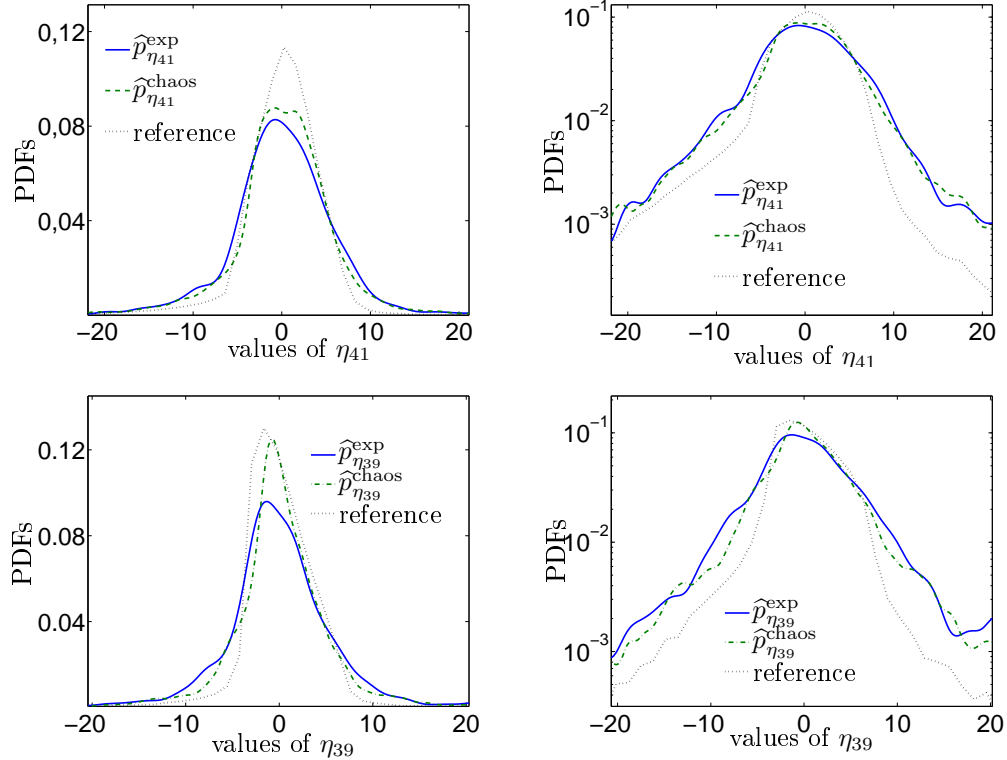 0,12
0.08
0.04
PDFs
p̂^exp_η41
p̂^chaos_η41
reference
−20 −10 0 10 20
values of η41
10^−1
10^−2
10^−3
PDFs
p̂^exp_η41
p̂^chaos_η41
reference
−20 −10 0 10 20
values of η41
0.12
0.08
0.04
PDFs
p̂^exp_η39
p̂^chaos_η39
reference
−20 −10 0 10 20
values of η39
10^−1
10^−2
10^−3
PDFs
p̂^exp_η39
p̂^chaos_η39
reference
−20 −10 0 10 20
values of η39